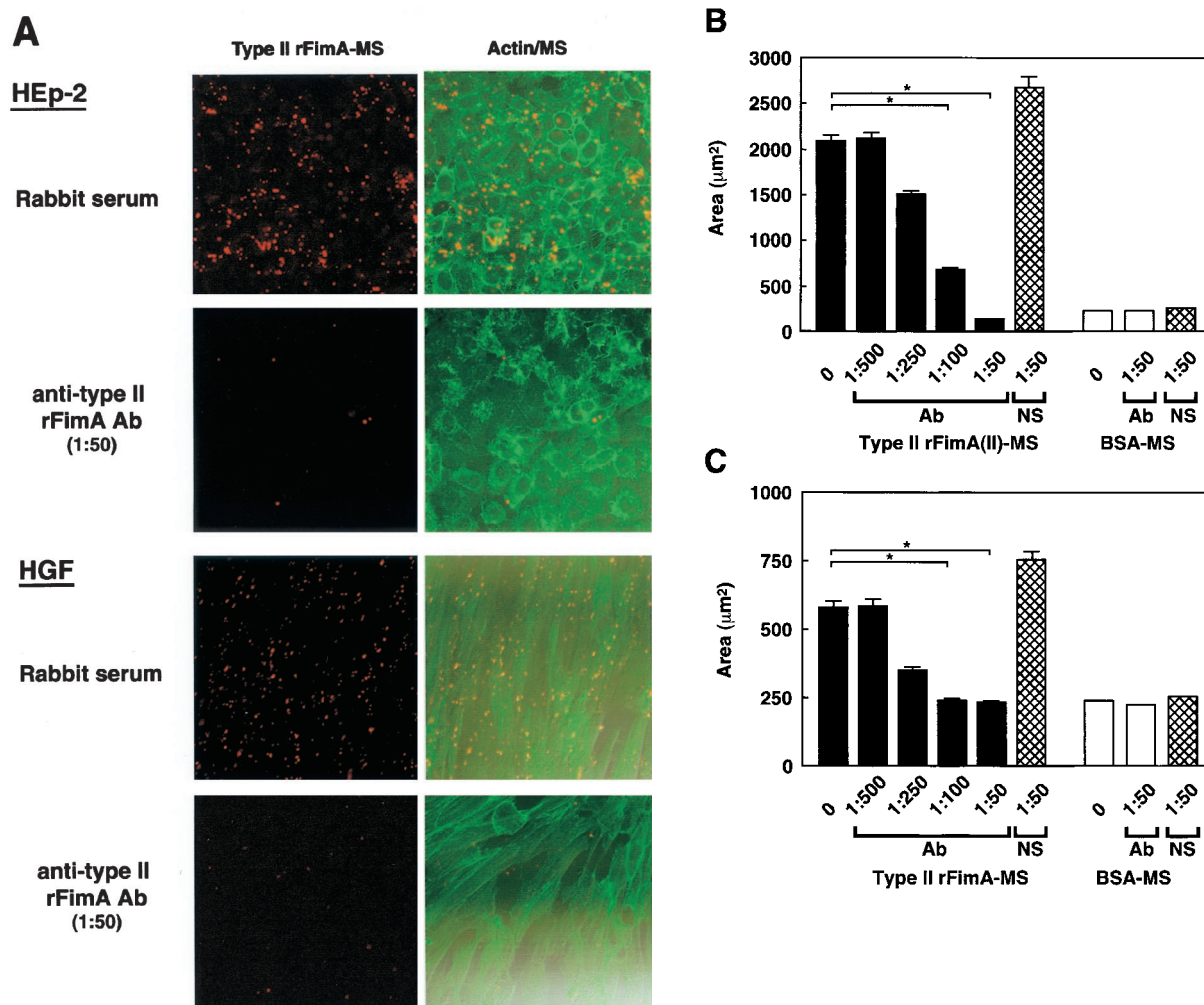 A
Type II rFimA-MS
Actin/MS
HEp-2
Rabbit serum
anti-type II
rFimA Ab
(1:50)
HGF
Rabbit serum
anti-type II
rFimA Ab
(1:50)
B
3000
2500
2000
1500
1000
500
0
Area (μm²)
* 
*
0
1:500
1:250
1:100
1:50
1:50
0
1:50
1:50
Ab
NS
Ab
NS
Type II rFimA(II)-MS
BSA-MS
C
1000
750
500
250
0
Area (μm²)
*
*
0
1:500
1:250
1:100
1:50
1:50
0
1:50
1:50
Ab
NS
Ab
NS
Type II rFimA-MS
BSA-MS